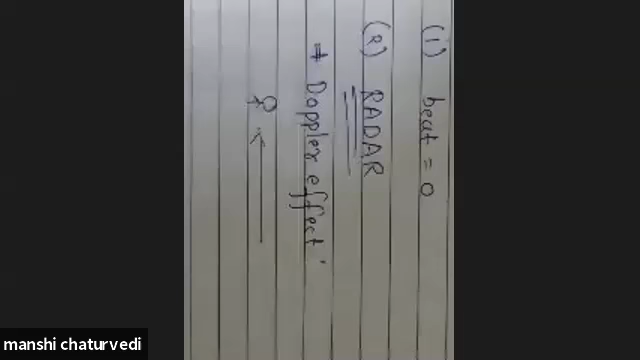 (1) beat = 0
(2) RADAR
+ Doppler effect'
manshi chaturvedi